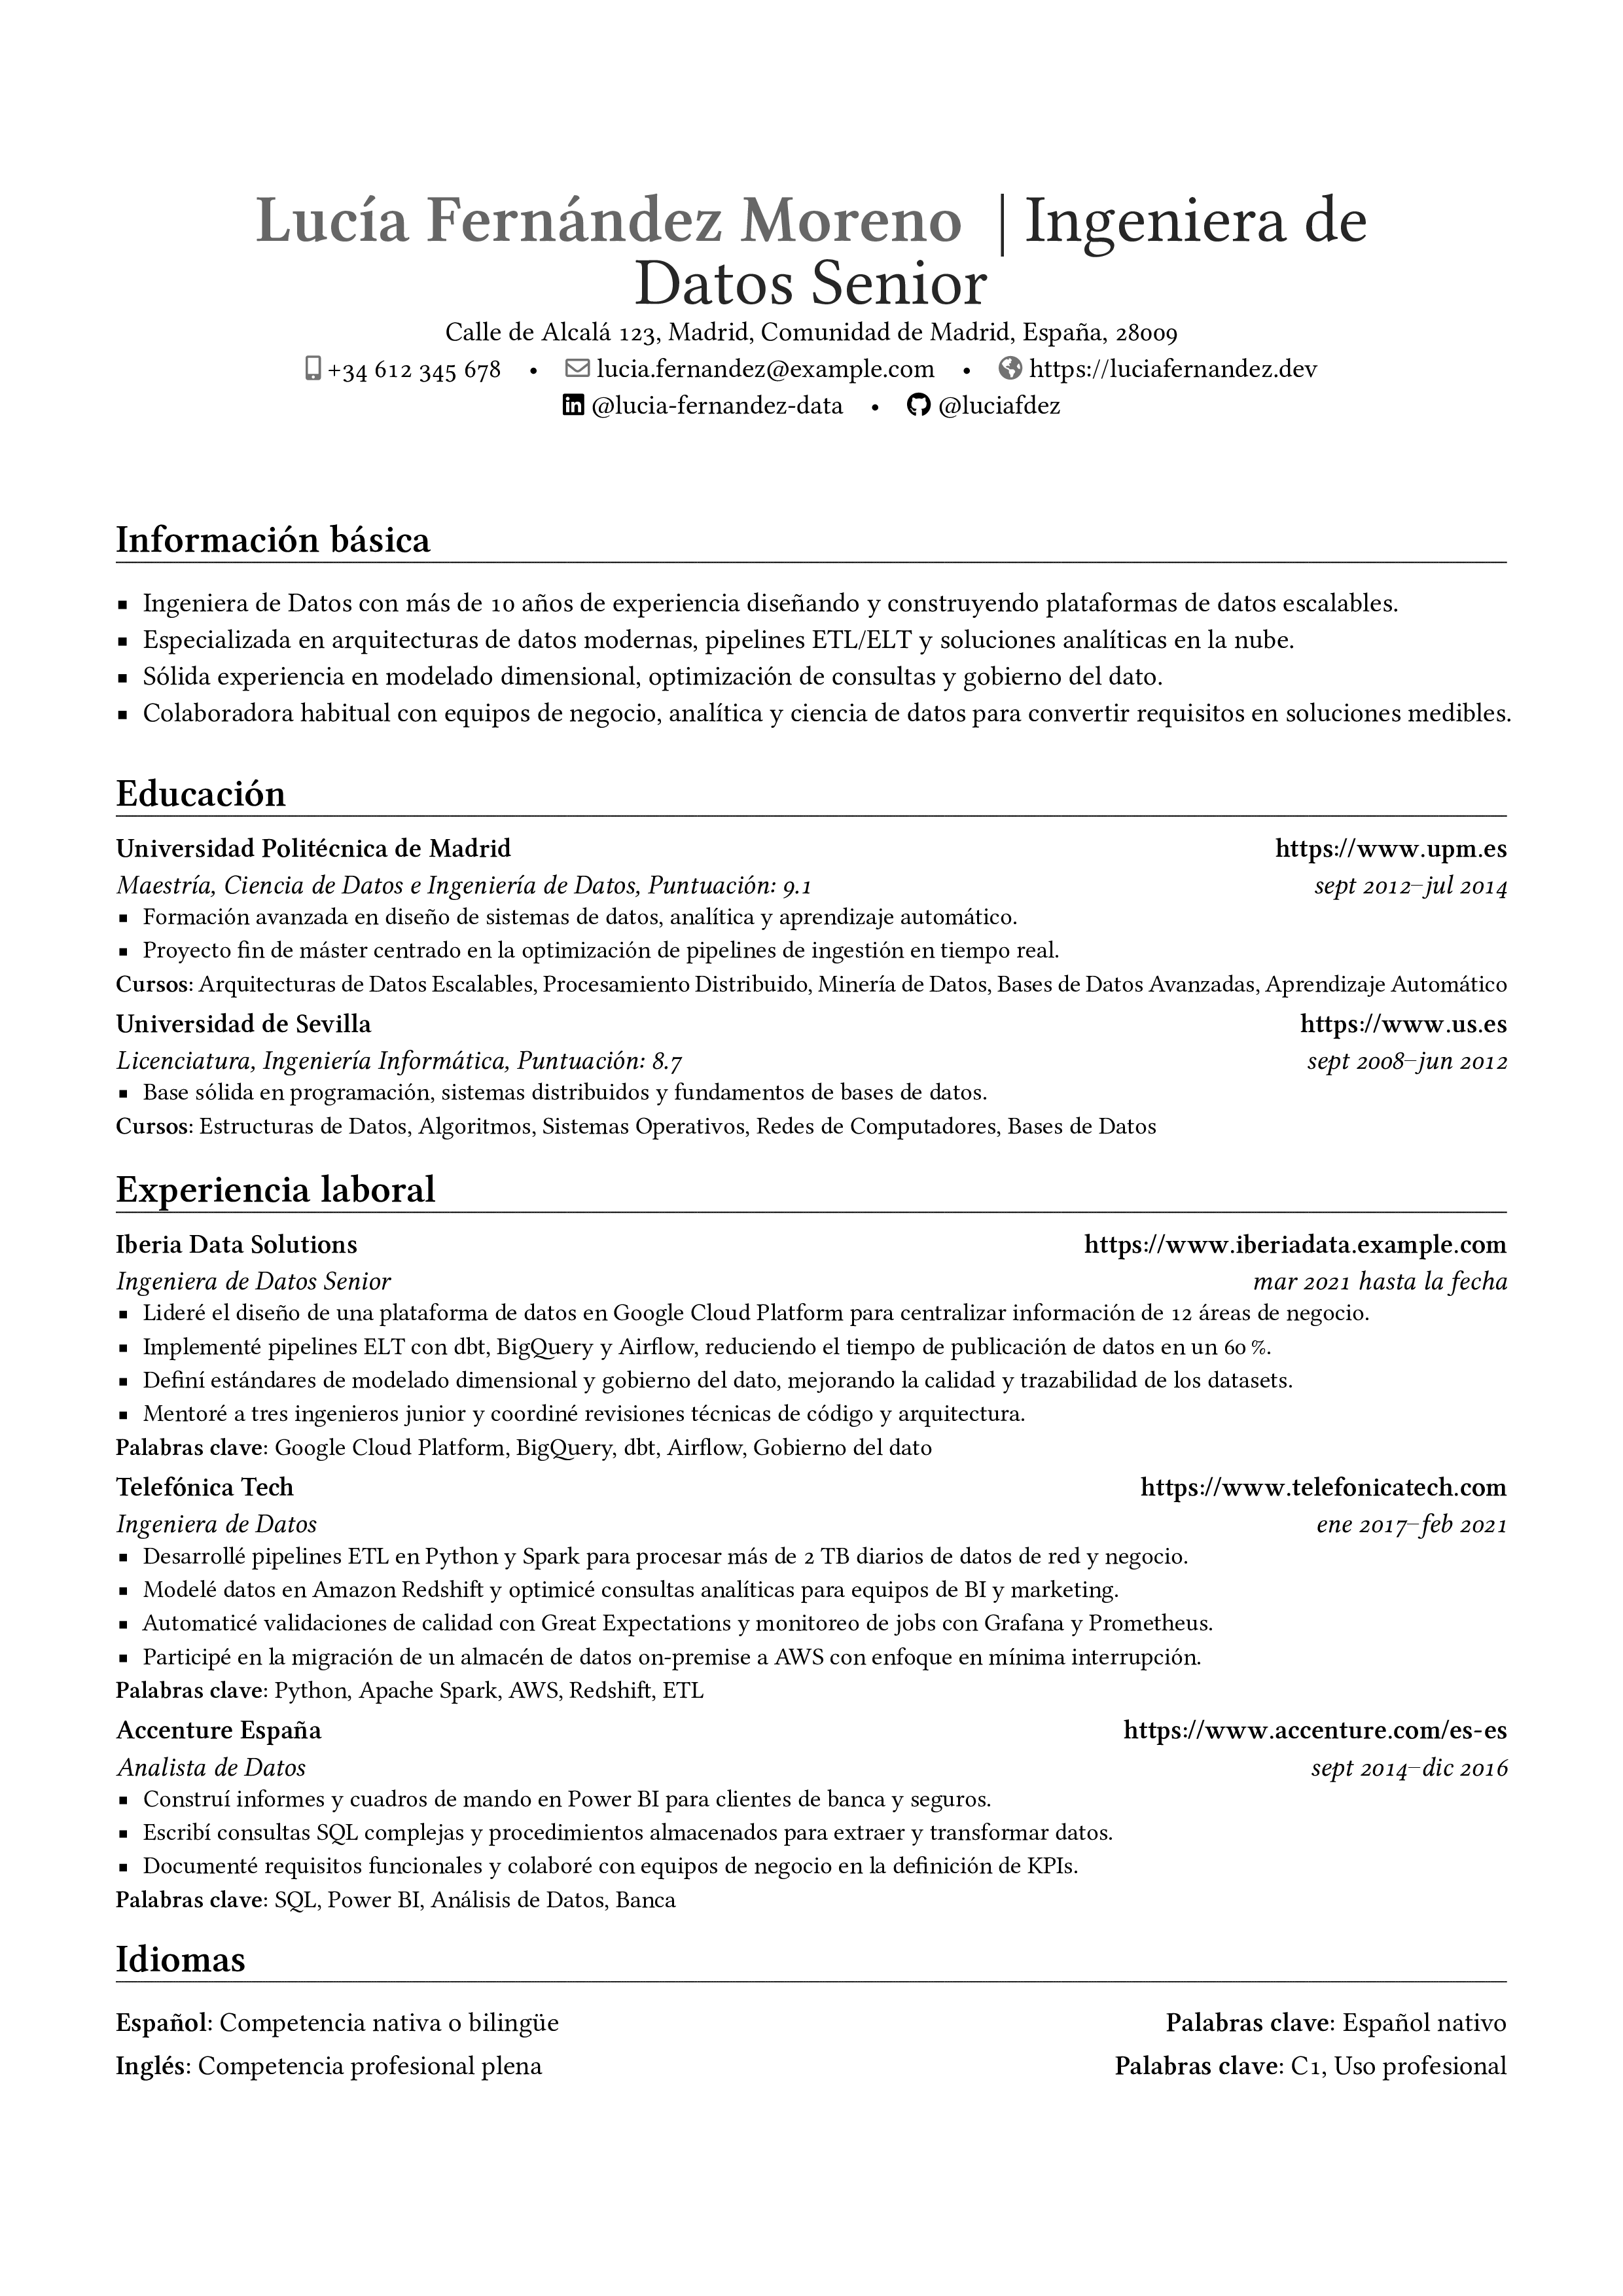 Lucía Fernández Moreno | Ingeniera de
Datos Senior
Calle de Alcalá 123, Madrid, Comunidad de Madrid, España, 28009
+34 612 345 678 • lucia.fernandez@example.com • https://luciafernandez.dev
@lucia-fernandez-data • @luciafdez
Información básica
▪ Ingeniera de Datos con más de 10 años de experiencia diseñando y construyendo plataformas de datos escalables.
▪ Especializada en arquitecturas de datos modernas, pipelines ETL/ELT y soluciones analíticas en la nube.
▪ Sólida experiencia en modelado dimensional, optimización de consultas y gobierno del dato.
▪ Colaboradora habitual con equipos de negocio, analítica y ciencia de datos para convertir requisitos en soluciones medibles.
Educación
Universidad Politécnica de Madrid https://www.upm.es
Maestría, Ciencia de Datos e Ingeniería de Datos, Puntuación: 9.1 sept 2012–jul 2014
▪ Formación avanzada en diseño de sistemas de datos, analítica y aprendizaje automático.
▪ Proyecto fin de máster centrado en la optimización de pipelines de ingestión en tiempo real.
Cursos: Arquitecturas de Datos Escalables, Procesamiento Distribuido, Minería de Datos, Bases de Datos Avanzadas, Aprendizaje Automático
Universidad de Sevilla https://www.us.es
Licenciatura, Ingeniería Informática, Puntuación: 8.7 sept 2008–jun 2012
▪ Base sólida en programación, sistemas distribuidos y fundamentos de bases de datos.
Cursos: Estructuras de Datos, Algoritmos, Sistemas Operativos, Redes de Computadores, Bases de Datos
Experiencia laboral
Iberia Data Solutions https://www.iberiadata.example.com
Ingeniera de Datos Senior mar 2021 hasta la fecha
▪ Lideré el diseño de una plataforma de datos en Google Cloud Platform para centralizar información de 12 áreas de negocio.
▪ Implementé pipelines ELT con dbt, BigQuery y Airflow, reduciendo el tiempo de publicación de datos en un 60 %.
▪ Definí estándares de modelado dimensional y gobierno del dato, mejorando la calidad y trazabilidad de los datasets.
▪ Mentoré a tres ingenieros junior y coordiné revisiones técnicas de código y arquitectura.
Palabras clave: Google Cloud Platform, BigQuery, dbt, Airflow, Gobierno del dato
Telefónica Tech https://www.telefonicatech.com
Ingeniera de Datos ene 2017–feb 2021
▪ Desarrollé pipelines ETL en Python y Spark para procesar más de 2 TB diarios de datos de red y negocio.
▪ Modelé datos en Amazon Redshift y optimicé consultas analíticas para equipos de BI y marketing.
▪ Automaticé validaciones de calidad con Great Expectations y monitoreo de jobs con Grafana y Prometheus.
▪ Participé en la migración de un almacén de datos on-premise a AWS con enfoque en mínima interrupción.
Palabras clave: Python, Apache Spark, AWS, Redshift, ETL
Accenture España https://www.accenture.com/es-es
Analista de Datos sept 2014–dic 2016
▪ Construí informes y cuadros de mando en Power BI para clientes de banca y seguros.
▪ Escribí consultas SQL complejas y procedimientos almacenados para extraer y transformar datos.
▪ Documenté requisitos funcionales y colaboré con equipos de negocio en la definición de KPIs.
Palabras clave: SQL, Power BI, Análisis de Datos, Banca
Idiomas
Español: Competencia nativa o bilingüe Palabras clave: Español nativo
Inglés: Competencia profesional plena Palabras clave: C1, Uso profesional